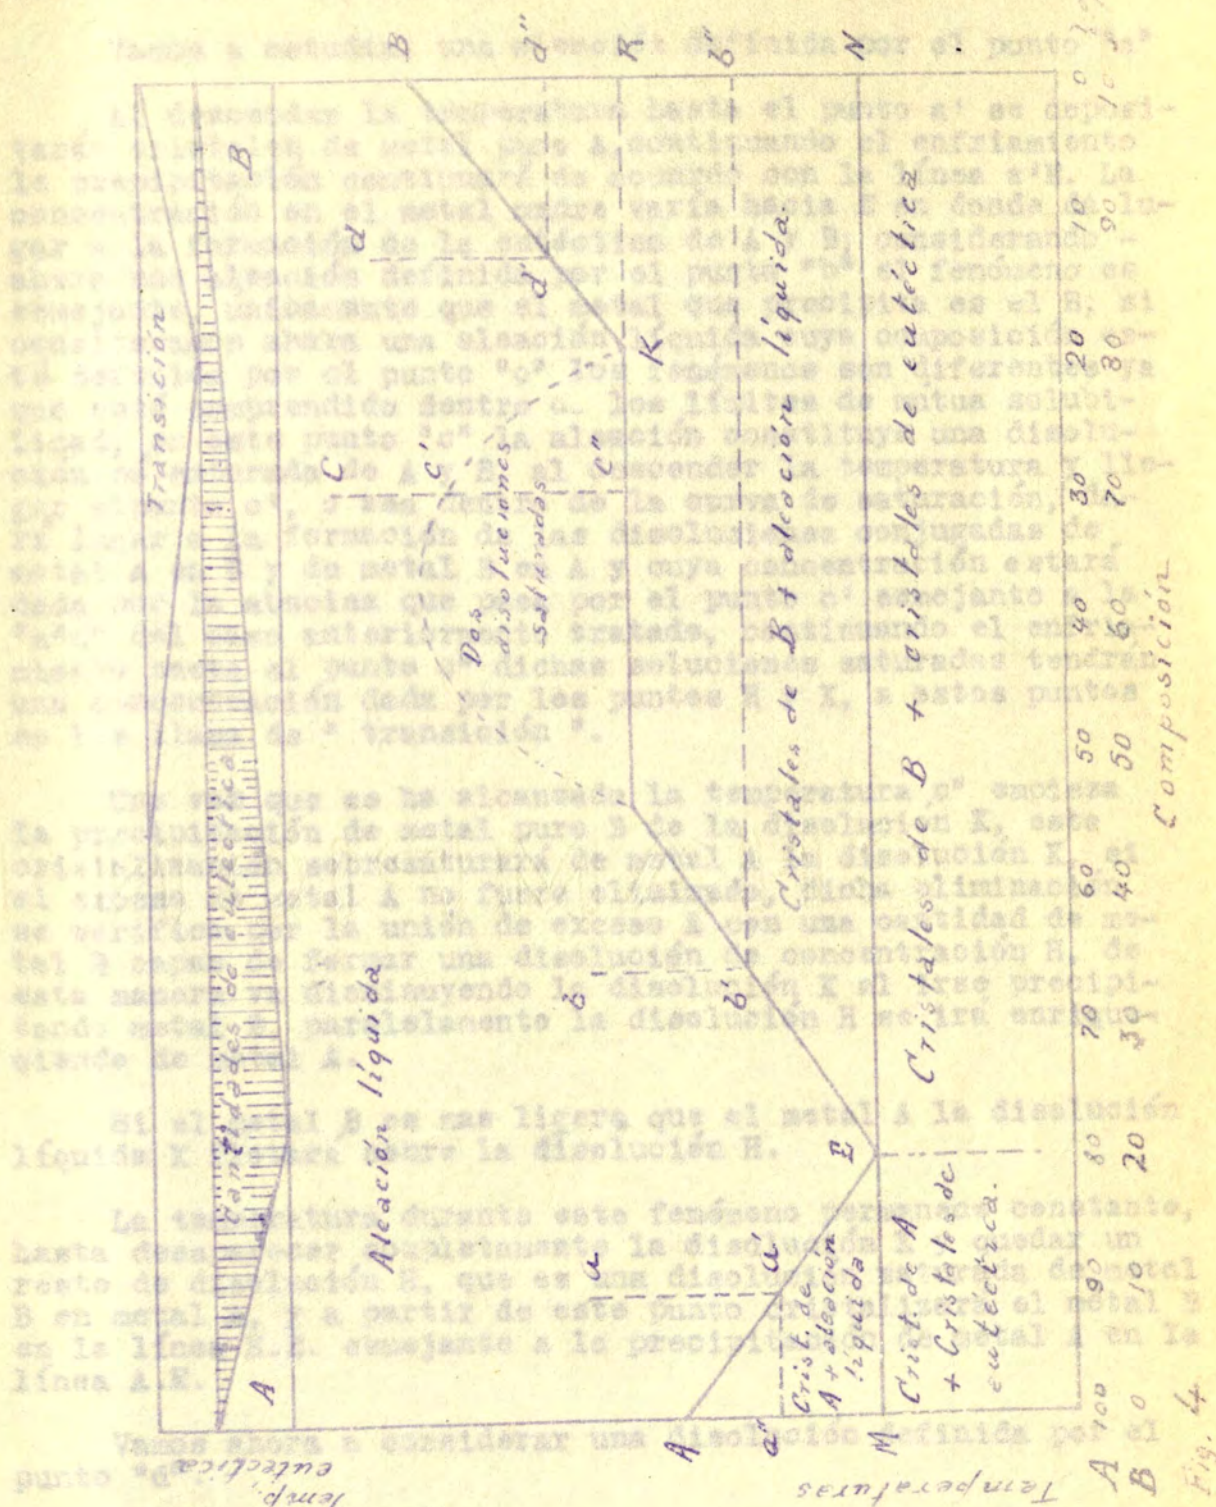 Vamos a estudiar una aleación definida por el punto "a"
Al descender la temperatura hasta el punto a' se deposi-
tarán cristales de metal puro A, continuando el enfriamiento
la precipitación continuará de acuerdo con la línea a'E. La
concentración en el metal madre varía hacia E en donde da lu-
gar a la formación de la eutéctica de A y B, considerando -
ahora una aleación definida por el punto "b" el fenómeno es
semejante, únicamente que el metal que precipita es el B, si
consideramos ahora una aleación líquida cuya composición es-
té definida por el punto "c" los fenómenos son diferentes ya
que está comprendido dentro de los límites de mutua solubi-
lidad, en este punto "c" la aleación constituye una disolu-
ción de A y B, al descender la temperatura y lle-
gar al punto c', o sea dentro de la curva de saturación, da-
rá lugar a la formación de las disoluciones conjugadas de
metal A en B y de metal B en A y cuya concentración estará
dada por la que pasa por el punto c' semejante a la
del caso anteriormente tratado, continuando el enfria-
miento hasta el punto c" dichas soluciones saturadas tendrán
una concentración dada por los puntos H y K, a estos puntos
se les llama de " transición ".
Una vez que se ha alcanzado la temperatura c" empieza
la precipitación de metal puro B de la disolución K, esta
cristalización sobresaturará de metal A la disolución K, si
el exceso de metal A no fuere eliminado, dicha eliminación
se verifica por la unión de exceso A con una cantidad de me-
tal B capaz de formar una disolución de concentración H, de
esta manera va disminuyendo la disolución K al irse precipi-
tando metal B, paralelamente la disolución H se irá enrique-
ciendo de metal A.
Si el metal B es mas ligero que el metal A la disolución
líquida K estará sobre la disolución H.
La temperatura durante este fenómeno permanece constante,
hasta desaparecer completamente la disolución K y quedar un
resto de disolución H, que es una disolución saturada de metal
B en metal A, y a partir de este punto cristalizará el metal B
en la línea H.E. semejante a la precipitación de metal A en la
línea A.E.
Vamos ahora a considerar una disolución definida por el
punto "d".
Temp.
eutectica
A
Cantidades de eutéctica
Transición
B
Aleación líquida
Temperaturas
A
a"
M
a
a'
E
b
b'
C
c'
c"
Dos
disoluciones
saturadas
d
d'
K
B
d"
R
b"
N
Crist. de
A + aleación
líquida
Cristales de B + aleación líquida.
Crist. de A
+ Cristales de
eutéctica.
Cristales de B + cristales de eutéctica
A 100 90 80 70 60 50 40 30 20 10 0
B 0 10 20 30 40 50 60 70 80 90 100
Composición
Fig. 4